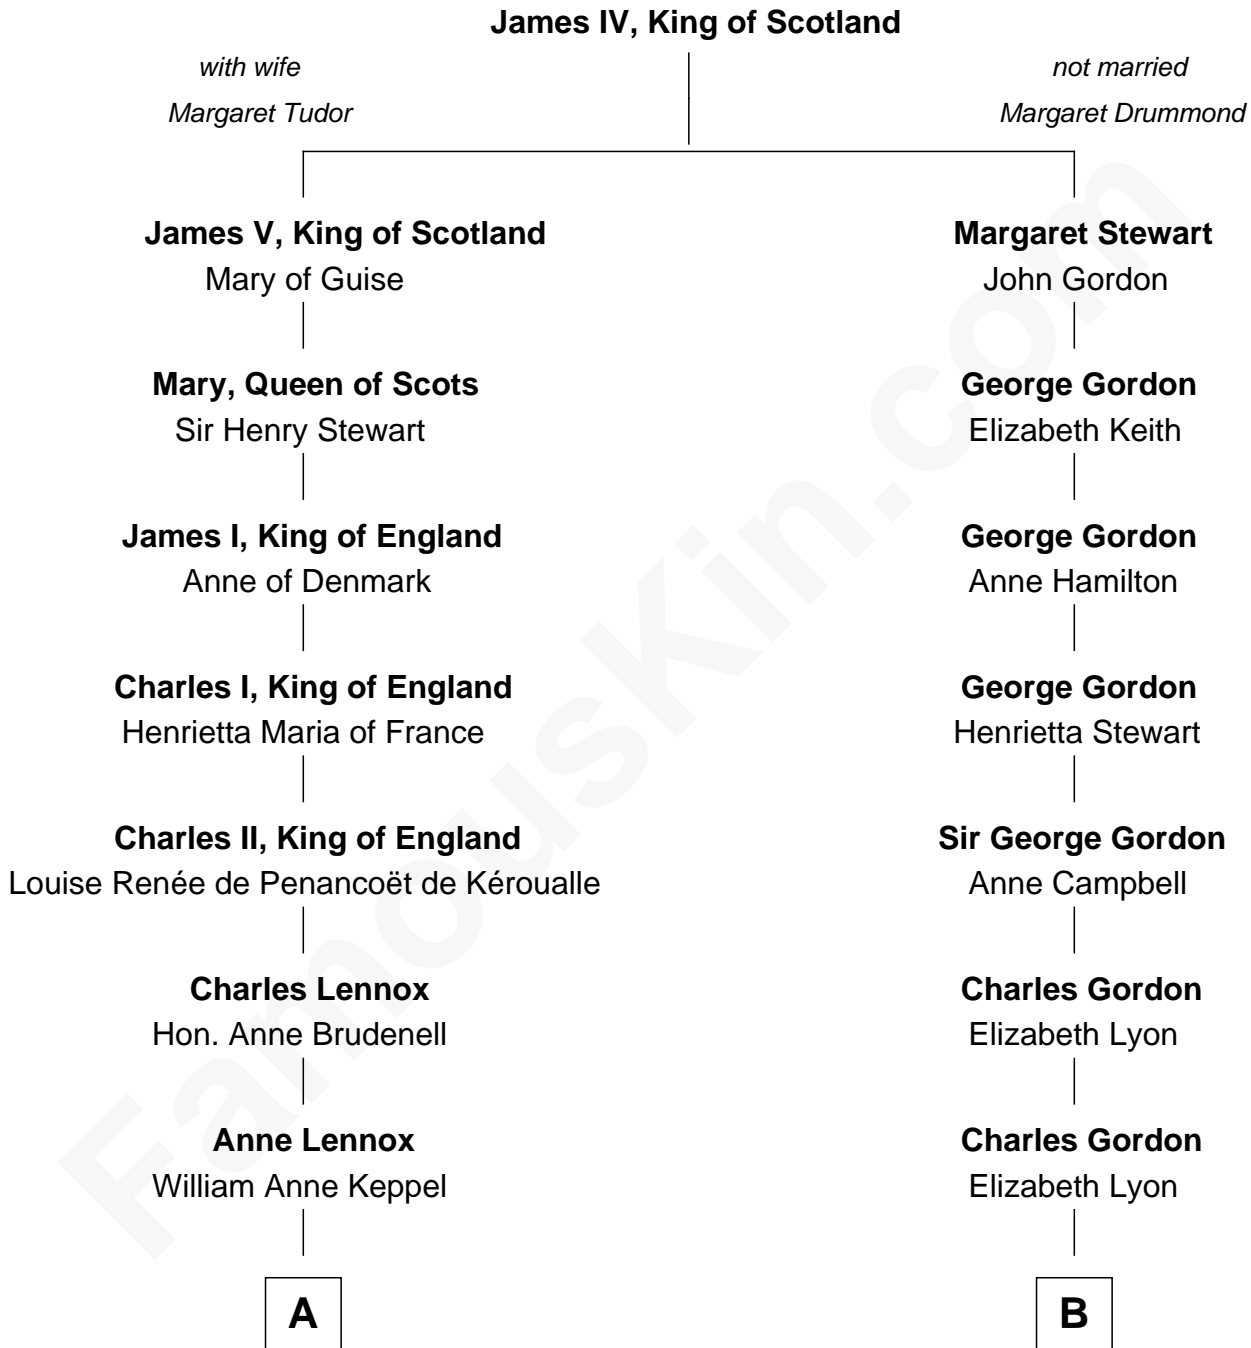 James IV, King of Scotland
with wife
Margaret Tudor
not married
Margaret Drummond
James V, King of Scotland
Mary of Guise
Margaret Stewart
John Gordon
Mary, Queen of Scots
Sir Henry Stewart
George Gordon
Elizabeth Keith
James I, King of England
Anne of Denmark
George Gordon
Anne Hamilton
Charles I, King of England
Henrietta Maria of France
George Gordon
Henrietta Stewart
Charles II, King of England
Louise Renée de Penancoët de Kéroualle
Sir George Gordon
Anne Campbell
Charles Lennox
Hon. Anne Brudenell
Charles Gordon
Elizabeth Lyon
Anne Lennox
William Anne Keppel
Charles Gordon
Elizabeth Lyon
A
B
FamousKin.com